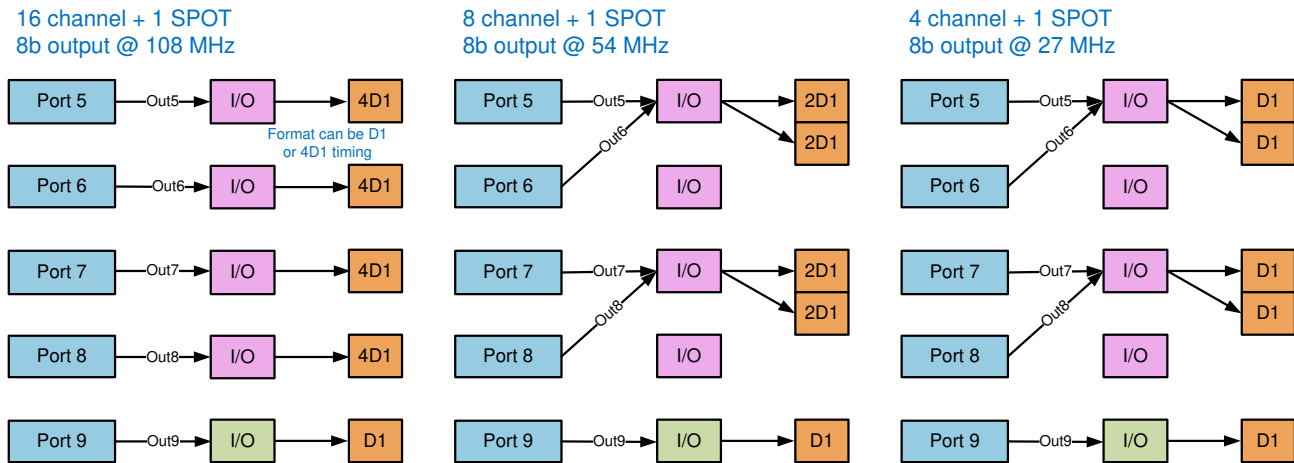 16 channel + 1 SPOT
8b output @ 108 MHz
Port 5
Out5
I/O
4D1
Format can be D1
or 4D1 timing
Port 6
Out6
I/O
4D1
Port 7
Out7
I/O
4D1
Port 8
Out8
I/O
4D1
Port 9
Out9
I/O
D1
8 channel + 1 SPOT
8b output @ 54 MHz
Port 5
Out5
I/O
2D1
2D1
Out6
Port 6
I/O
Port 7
Out7
I/O
2D1
2D1
Out8
Port 8
I/O
Port 9
Out9
I/O
D1
4 channel + 1 SPOT
8b output @ 27 MHz
Port 5
Out5
I/O
D1
D1
Out6
Port 6
I/O
Port 7
Out7
I/O
D1
D1
Out8
Port 8
I/O
Port 9
Out9
I/O
D1